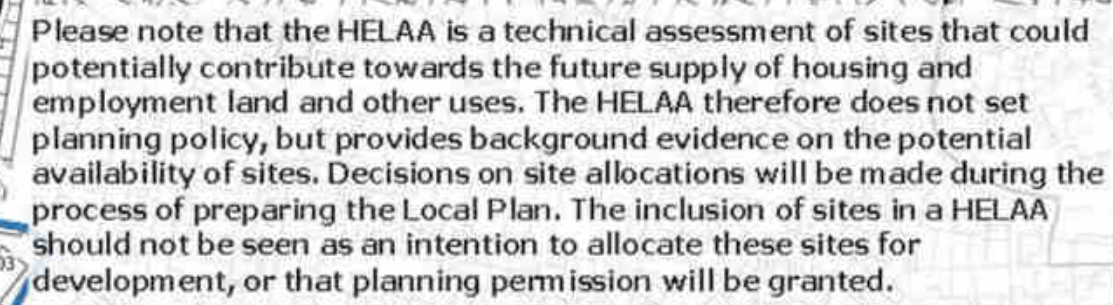 Please note that the HELAA is a technical assessment of sites that could
potentially contribute towards the future supply of housing and
employment land and other uses. The HELAA therefore does not set
planning policy, but provides background evidence on the potential
availability of sites. Decisions on site allocations will be made during the
process of preparing the Local Plan. The inclusion of sites in a HELAA
should not be seen as an intention to allocate these sites for
development, or that planning permission will be granted.